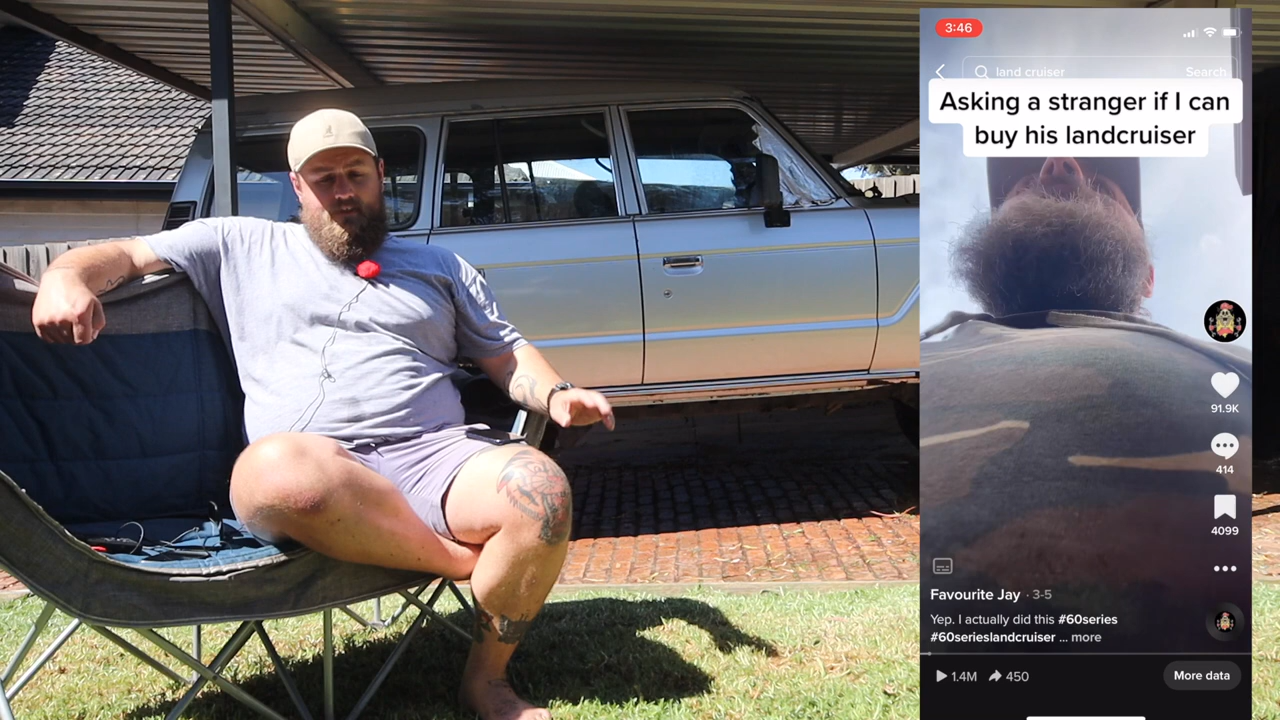 3:46
land cruiser
Search
Asking a stranger if I can
buy his landcruiser
91.9K
414
4099
Favourite Jay · 3-5
Yep. I actually did this #60series
#60serieslandcruiser ... more
1.4M
450
More data